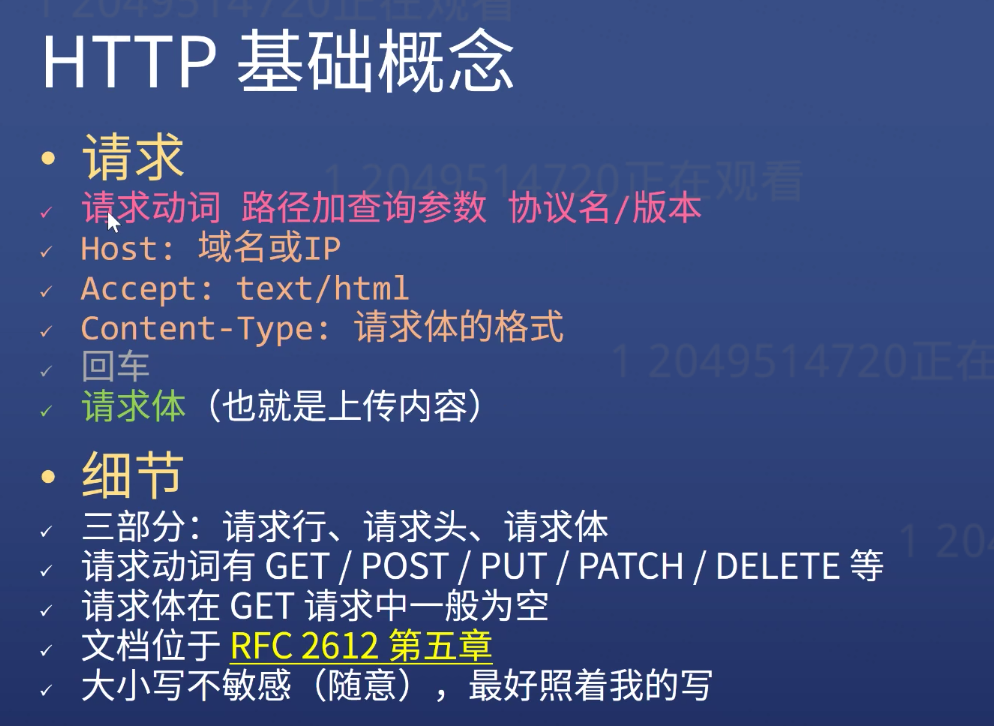 1 2049514720正在观看
HTTP 基础概念
• 请求
1 2049514720正在观看
✓ 请求动词 路径加查询参数 协议名/版本
✓ Host: 域名或IP
✓ Accept: text/html
✓ Content-Type: 请求体的格式
1 2049514720正在
✓ 回车
✓ 请求体（也就是上传内容）
• 细节
✓ 三部分：请求行、请求头、请求体
1 204
✓ 请求动词有 GET / POST / PUT / PATCH / DELETE 等
✓ 请求体在 GET 请求中一般为空
✓ 文档位于 RFC 2612 第五章
✓ 大小写不敏感（随意），最好照着我的写